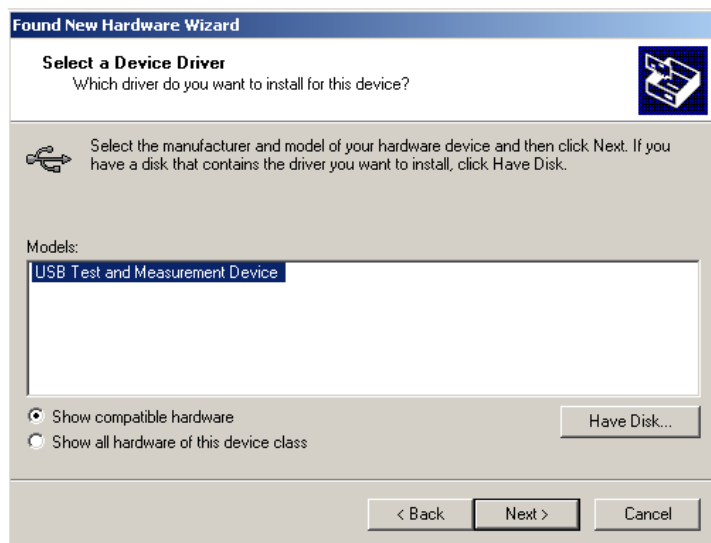 Found New Hardware Wizard
Select a Device Driver
Which driver do you want to install for this device?
Select the manufacturer and model of your hardware device and then click Next. If you
have a disk that contains the driver you want to install, click Have Disk.
Models:
USB Test and Measurement Device
Show compatible hardware
Have Disk...
Show all hardware of this device class
< Back
Next >
Cancel